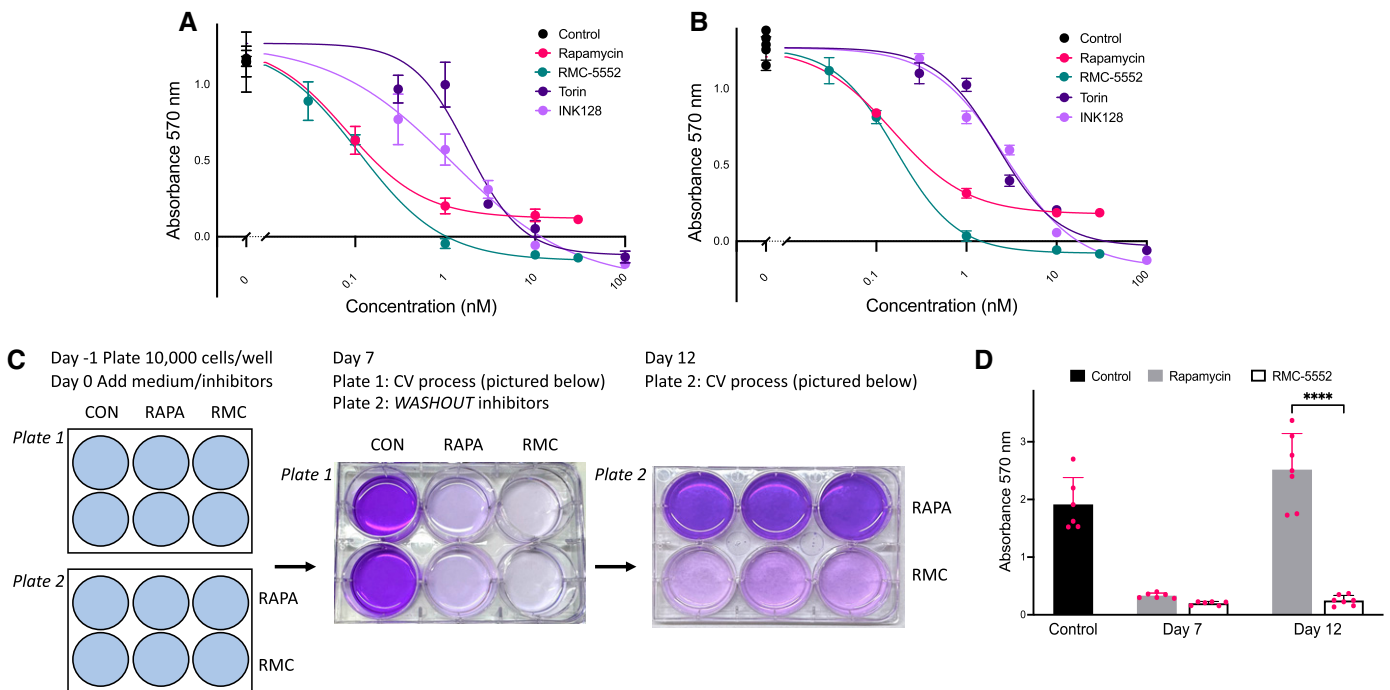 A
Absorbance 570 nm
1.0
0.5
0.0
0
0.1
1
10
100
Concentration (nM)
Control
Rapamycin
RMC-5552
Torin
INK128
B
Absorbance 570 nm
1.0
0.5
0.0
0
0.1
1
10
100
Concentration (nM)
Control
Rapamycin
RMC-5552
Torin
INK128
C
Day -1 Plate 10,000 cells/well
Day 0 Add medium/inhibitors
CON RAPA RMC
Plate 1
Plate 2
RAPA
RMC
Day 7
Plate 1: CV process (pictured below)
Plate 2: WASHOUT inhibitors
CON RAPA RMC
Plate 1
Day 12
Plate 2: CV process (pictured below)
Plate 2
RAPA
RMC
D
Control Rapamycin RMC-5552
****
Absorbance 570 nm
3
2
1
0
Control Day 7 Day 12